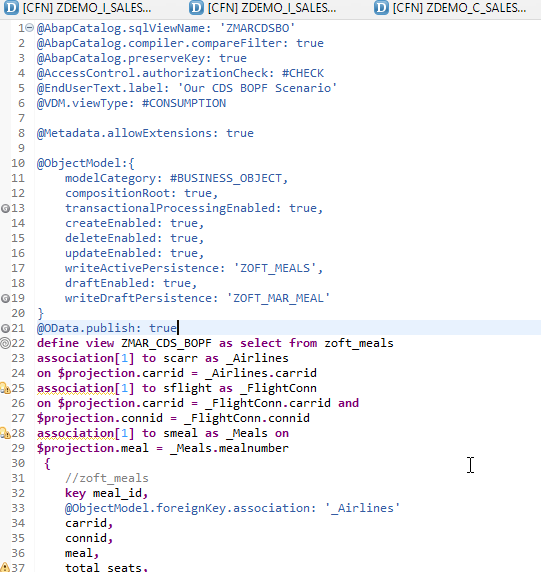 [CFN] ZDEMO_I_SALES... [CFN] ZDEMO_I_SALES... [CFN] ZDEMO_C_SALES...
1 @AbapCatalog.sqlViewName: 'ZMARCDSBO'
2 @AbapCatalog.compiler.compareFilter: true
3 @AbapCatalog.preserveKey: true
4 @AccessControl.authorizationCheck: #CHECK
5 @EndUserText.label: 'Our CDS BOPF Scenario'
6 @VDM.viewType: #CONSUMPTION
7
8 @Metadata.allowExtensions: true
9
10 @ObjectModel:{
11 modelCategory: #BUSINESS_OBJECT,
12 compositionRoot: true,
13 transactionalProcessingEnabled: true,
14 createEnabled: true,
15 deleteEnabled: true,
16 updateEnabled: true,
17 writeActivePersistence: 'ZOFT_MEALS',
18 draftEnabled: true,
19 writeDraftPersistence: 'ZOFT_MAR_MEAL'
20 }
21 @OData.publish: true
22 define view ZMAR_CDS_BOPF as select from zoft_meals
23 association[1] to scarr as _Airlines
24 on $projection.carrid = _Airlines.carrid
25 association[1] to sflight as _FlightConn
26 on $projection.carrid = _FlightConn.carrid and
27 $projection.connid = _FlightConn.connid
28 association[1] to smeal as _Meals on
29 $projection.meal = _Meals.mealnumber
30 {
31 //zoft_meals
32 key meal_id,
33 @ObjectModel.foreignKey.association: '_Airlines'
34 carrid,
35 connid,
36 meal,
37 total_seats,